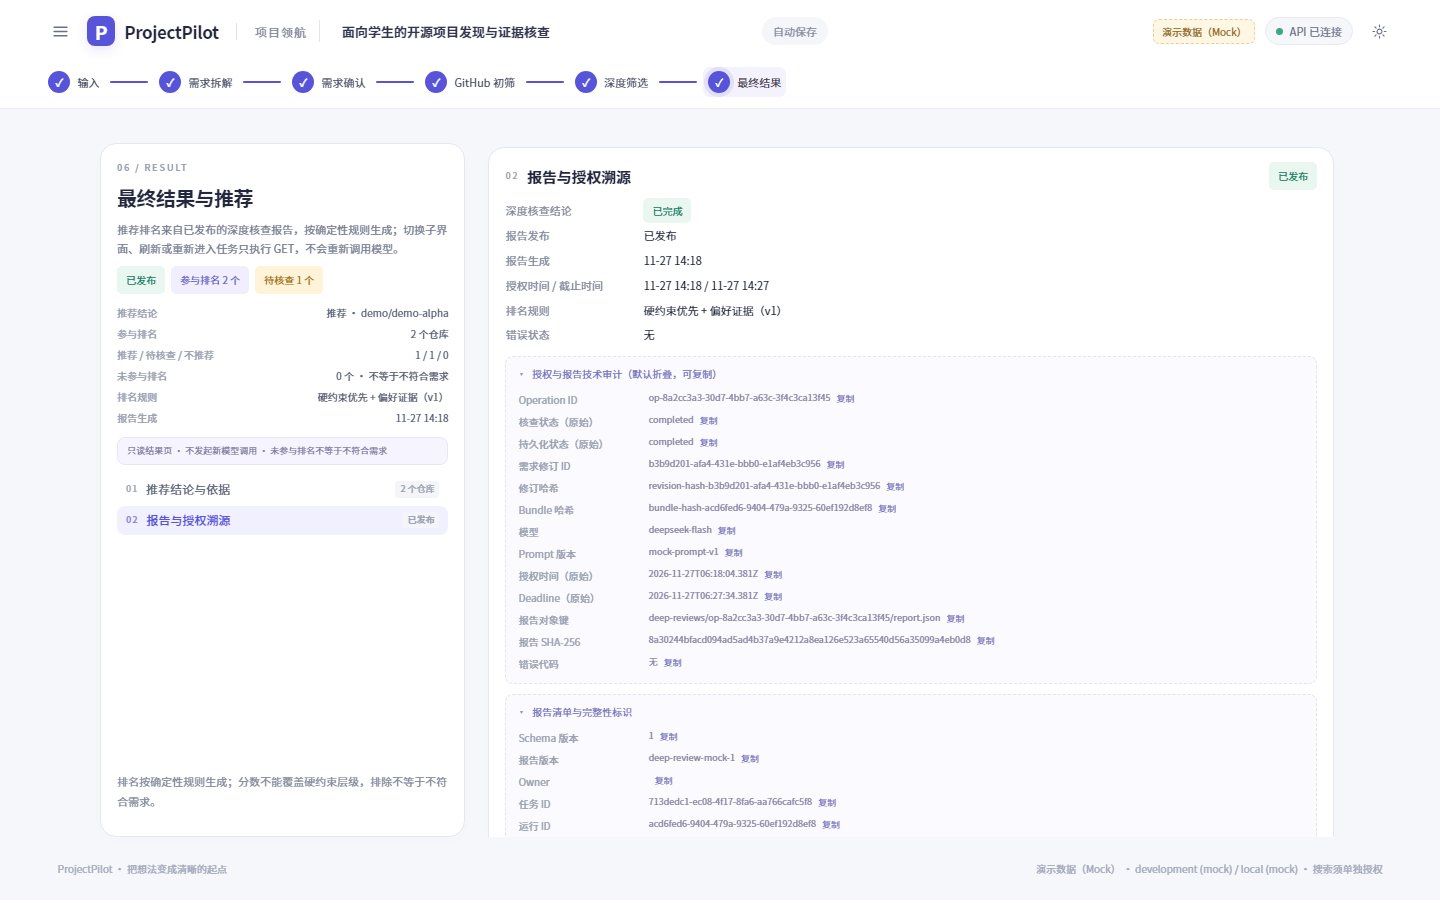 ProjectPilot
项目领航
面向学生的开源项目发现与证据核查
自动保存
演示数据（Mock）
API 已连接
输入
需求拆解
需求确认
GitHub 初筛
深度筛选
最终结果
06 / RESULT
最终结果与推荐
推荐排名来自已发布的深度核查报告，按确定性规则生成；切换子界
面、刷新或重新进入任务只执行 GET，不会重新调用模型。
已发布
参与排名 2 个
待核查 1 个
推荐结论 推荐 · demo/demo-alpha
参与排名 2 个仓库
推荐 / 待核查 / 不推荐 1 / 1 / 0
未参与排名 0 个 · 不等于不符合需求
排名规则 硬约束优先 + 偏好证据（v1）
报告生成 11-27 14:18
只读结果页 · 不发起新模型调用 · 未参与排名不等于不符合需求
01 推荐结论与依据 2 个仓库
02 报告与授权溯源 已发布
排名按确定性规则生成；分数不能覆盖硬约束层级，排除不等于不符
合需求。
02 报告与授权溯源 已发布
深度核查结论 已完成
报告发布 已发布
报告生成 11-27 14:18
授权时间 / 截止时间 11-27 14:18 / 11-27 14:27
排名规则 硬约束优先 + 偏好证据（v1）
错误状态 无
授权与报告技术审计（默认折叠，可复制）
Operation ID op-8a2cc3a3-30d7-4bb7-a63c-3f4c3ca13f45 复制
核查状态（原始） completed 复制
持久化状态（原始） completed 复制
需求修订 ID b3b9d201-afa4-431e-bbb0-e1af4eb3c956 复制
修订哈希 revision-hash-b3b9d201-afa4-431e-bbb0-e1af4eb3c956 复制
Bundle 哈希 bundle-hash-acd6fed6-9404-479a-9325-60ef192d8ef8 复制
模型 deepseek-flash 复制
Prompt 版本 mock-prompt-v1 复制
授权时间（原始） 2026-11-27T06:18:04.381Z 复制
Deadline（原始） 2026-11-27T06:27:34.381Z 复制
报告对象键 deep-reviews/op-8a2cc3a3-30d7-4bb7-a63c-3f4c3ca13f45/report.json 复制
报告 SHA-256 8a30244bfacd094ad5ad4b37a9e4212a8ea126e523a65540d56a35099a4eb0d8 复制
错误代码 无 复制
报告清单与完整性标识
Schema 版本 1 复制
报告版本 deep-review-mock-1 复制
Owner 复制
任务 ID 713dedc1-ec08-4f17-8fa6-aa766cafc5f8 复制
运行 ID acd6fed6-9404-479a-9325-60ef192d8ef8 复制
ProjectPilot · 把想法变成清晰的起点
演示数据（Mock） · development (mock) / local (mock) · 搜索须单独授权